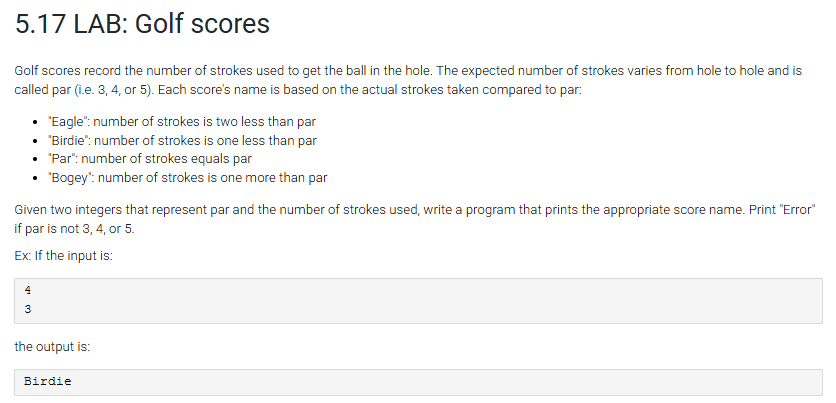 5.17 LAB: Golf scores
Golf scores record the number of strokes used to get the ball in the hole. The expected number of strokes varies from hole to hole and is
called par (i.e. 3, 4, or 5). Each score's name is based on the actual strokes taken compared to par:
• "Eagle": number of strokes is two less than par
• "Birdie": number of strokes is one less than par
• "Par": number of strokes equals par
• "Bogey": number of strokes is one more than par
Given two integers that represent par and the number of strokes used, write a program that prints the appropriate score name. Print "Error"
if par is not 3, 4, or 5.
Ex: If the input is:
4
3
the output is:
Birdie